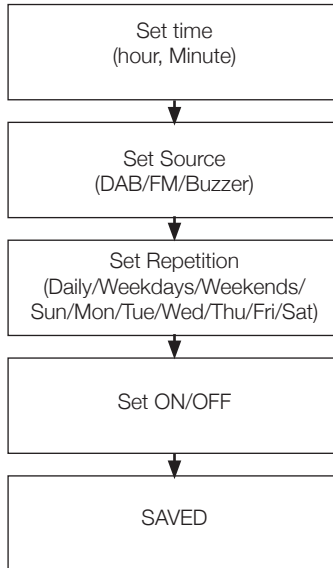 Set time
(hour, Minute)
Set Source
(DAB/FM/Buzzer)
Set Repetition
(Daily/Weekdays/Weekends/
Sun/Mon/Tue/Wed/Thu/Fri/Sat)
Set ON/OFF
SAVED